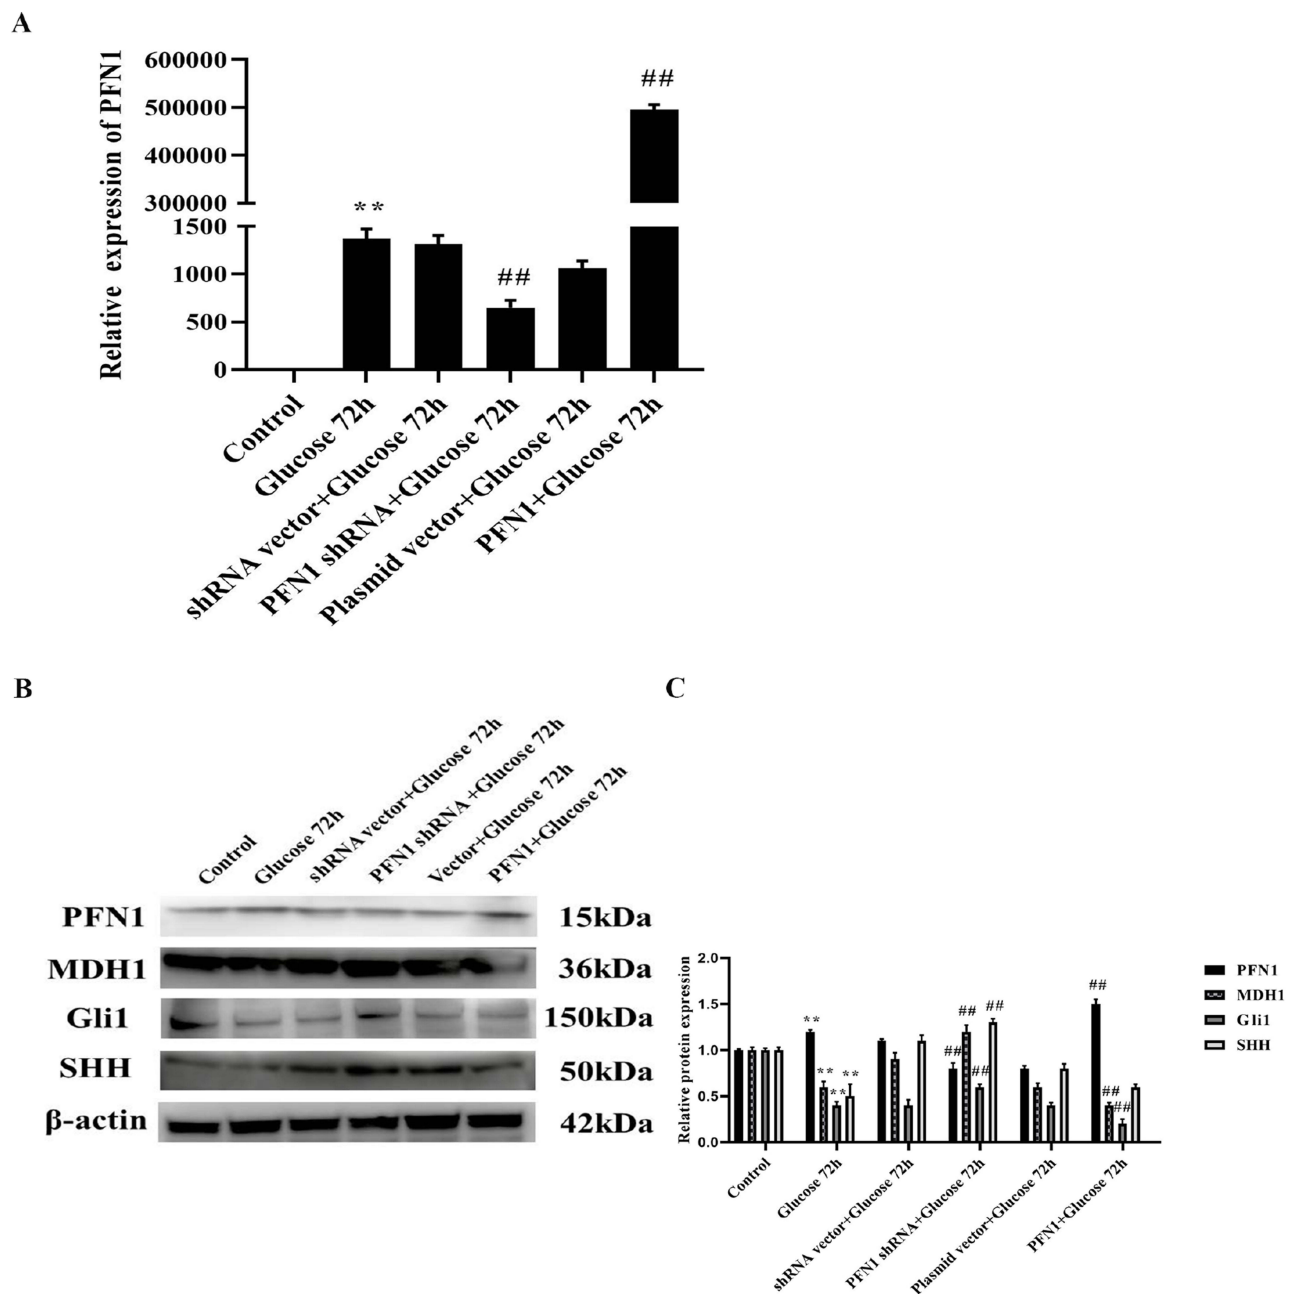 A
Relative expression of PFN1
600000
500000
400000
300000
1500
1000
500
0
**
##
##
Control
Glucose 72h
shRNA vector+Glucose 72h
PFN1 shRNA+Glucose 72h
Plasmid vector+Glucose 72h
PFN1+Glucose 72h
B
Control
Glucose 72h
shRNA vector+Glucose 72h
PFN1 shRNA +Glucose 72h
Vector+Glucose 72h
PFN1+Glucose 72h
PFN1 15kDa
MDH1 36kDa
Gli1 150kDa
SHH 50kDa
β-actin 42kDa
C
Relative protein expression
2.0
1.5
1.0
0.5
0.0
**
**
**
**
##
##
##
##
##
##
##
Control
Glucose 72h
shRNA vector+Glucose 72h
PFN1 shRNA+Glucose 72h
Plasmid vector+Glucose 72h
PFN1+Glucose 72h
PFN1
MDH1
Gli1
SHH